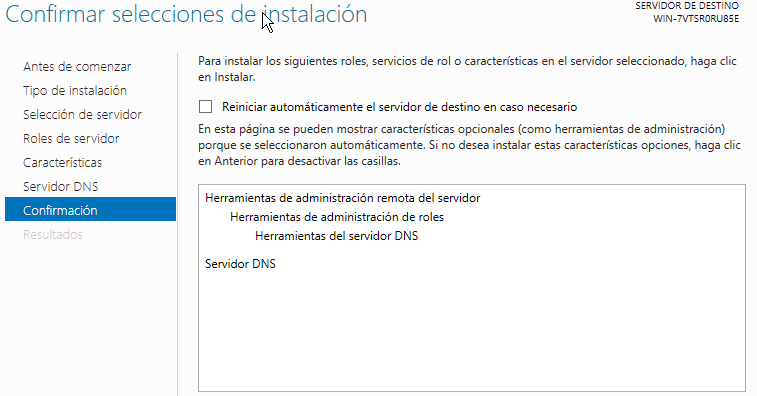 Confirmar selecciones de instalación
SERVIDOR DE DESTINO
WIN-7VTSR0RU85E
Antes de comenzar
Tipo de instalación
Selección de servidor
Roles de servidor
Características
Servidor DNS
Confirmación
Resultados
Para instalar los siguientes roles, servicios de rol o características en el servidor seleccionado, haga clic
en Instalar.
Reiniciar automáticamente el servidor de destino en caso necesario
En esta página se pueden mostrar características opcionales (como herramientas de administración)
porque se seleccionaron automáticamente. Si no desea instalar estas características opciones, haga clic
en Anterior para desactivar las casillas.
Herramientas de administración remota del servidor
Herramientas de administración de roles
Herramientas del servidor DNS
Servidor DNS